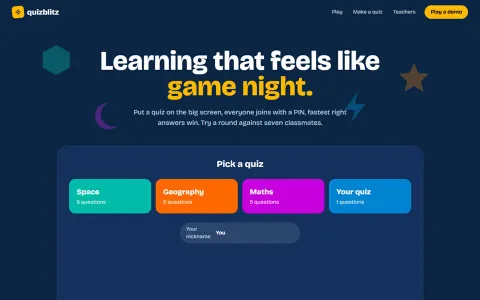 quizblitz
Play
Make a quiz
Teachers
Play a demo
Learning that feels like
game night.
Put a quiz on the big screen, everyone joins with a PIN, fastest right
answers win. Try a round against seven classmates.
Pick a quiz
Space
5 questions
Geography
5 questions
Maths
5 questions
Your quiz
1 questions
Your
nickname
You